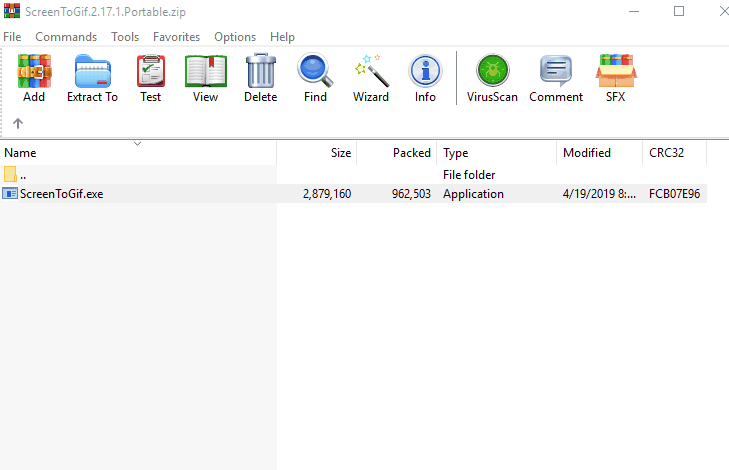 ScreenToGif.2.17.1.Portable.zip
File Commands Tools Favorites Options Help
Add Extract To Test View Delete Find Wizard Info VirusScan Comment SFX
Name Size Packed Type Modified CRC32
.. File folder
ScreenToGif.exe 2,879,160 962,503 Application 4/19/2019 8:... FCB07E96